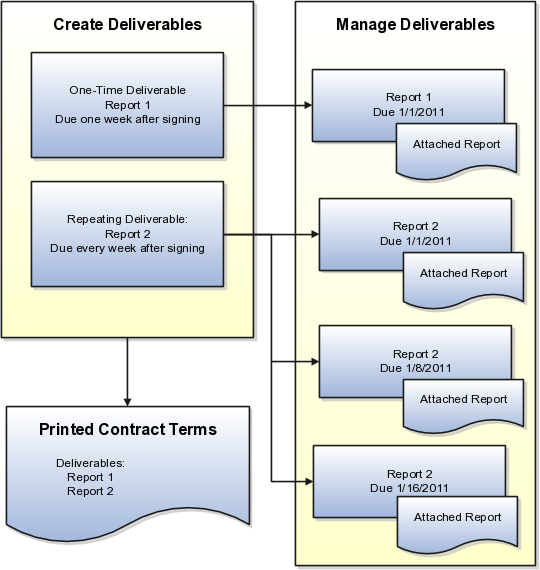 Create Deliverables
One-Time Deliverable
Report 1
Due one week after signing
Repeating Deliverable:
Report 2
Due every week after signing
Printed Contract Terms
Deliverables:
Report 1
Report 2
Manage Deliverables
Report 1
Due 1/1/2011
Attached Report
Report 2
Due 1/1/2011
Attached Report
Report 2
Due 1/8/2011
Attached Report
Report 2
Due 1/16/2011
Attached Report